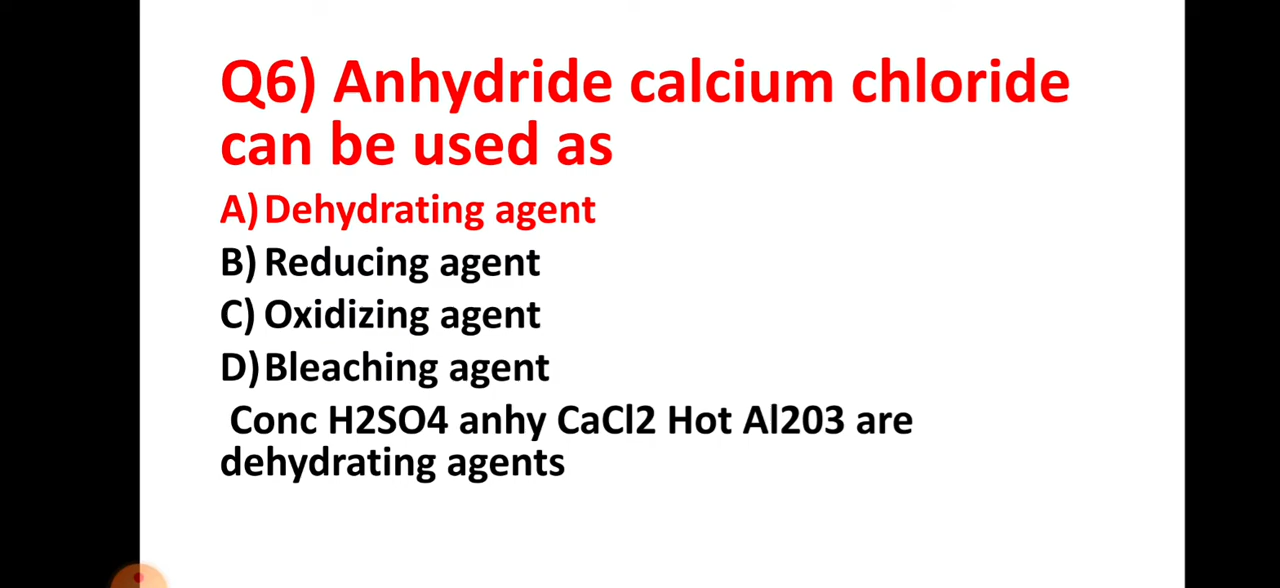 Q6) Anhydride calcium chloride
can be used as
A) Dehydrating agent
B) Reducing agent
C) Oxidizing agent
D) Bleaching agent
Conc H2SO4 anhy CaCl2 Hot Al203 are
dehydrating agents